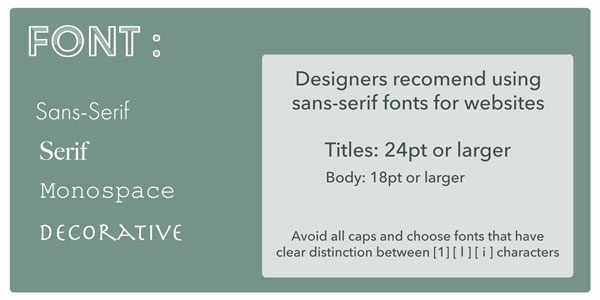 FONT :
Sans-Serif
Serif
Monospace
DECORATIVE
Designers recomend using
sans-serif fonts for websites
Titles: 24pt or larger
Body: 18pt or larger
Avoid all caps and choose fonts that have
clear distinction between [1] [ l ] [ i ] characters